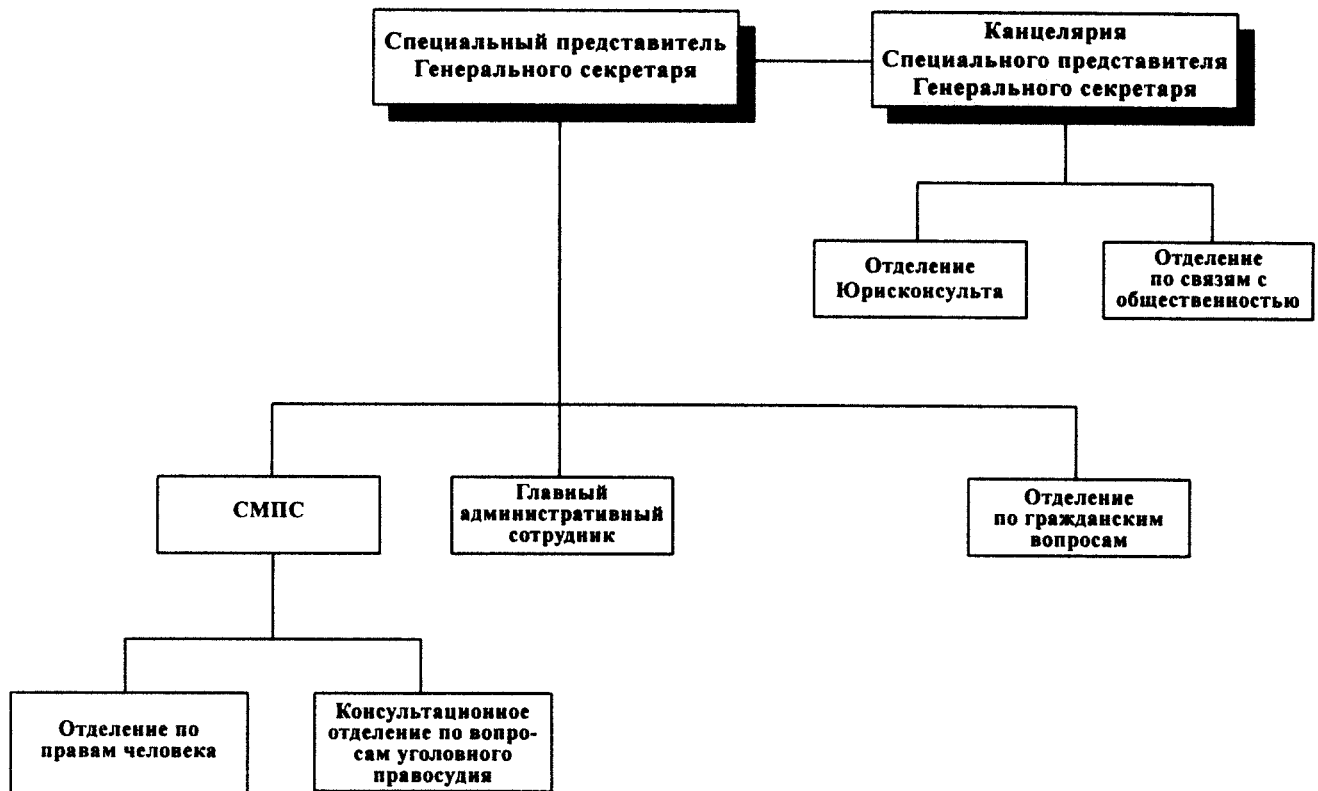 Специальный представитель
Генерального секретаря
Канцелярия
Специального представителя
Генерального секретаря
Отделение
Юрисконсульта
Отделение
по связям с
общественностью
СМПС
Главный
административный
сотрудник
Отделение
по гражданским
вопросам
Отделение по
правам человека
Консультационное
отделение по вопро-
сам уголовного
правосудия